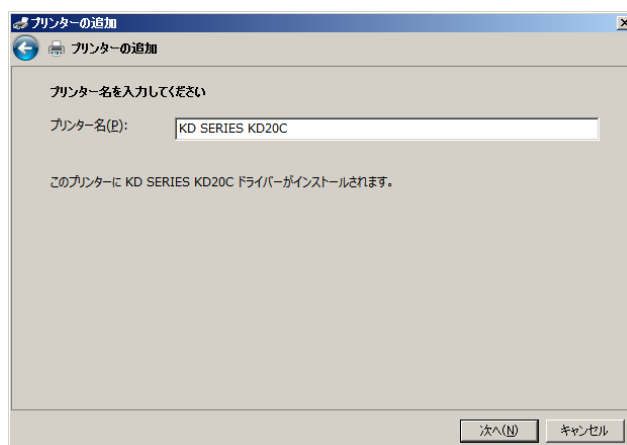 プリンターの追加
プリンターの追加
プリンター名を入力してください
プリンター名(P): KD SERIES KD20C
このプリンターに KD SERIES KD20C ドライバーがインストールされます。
次へ(N) キャンセル